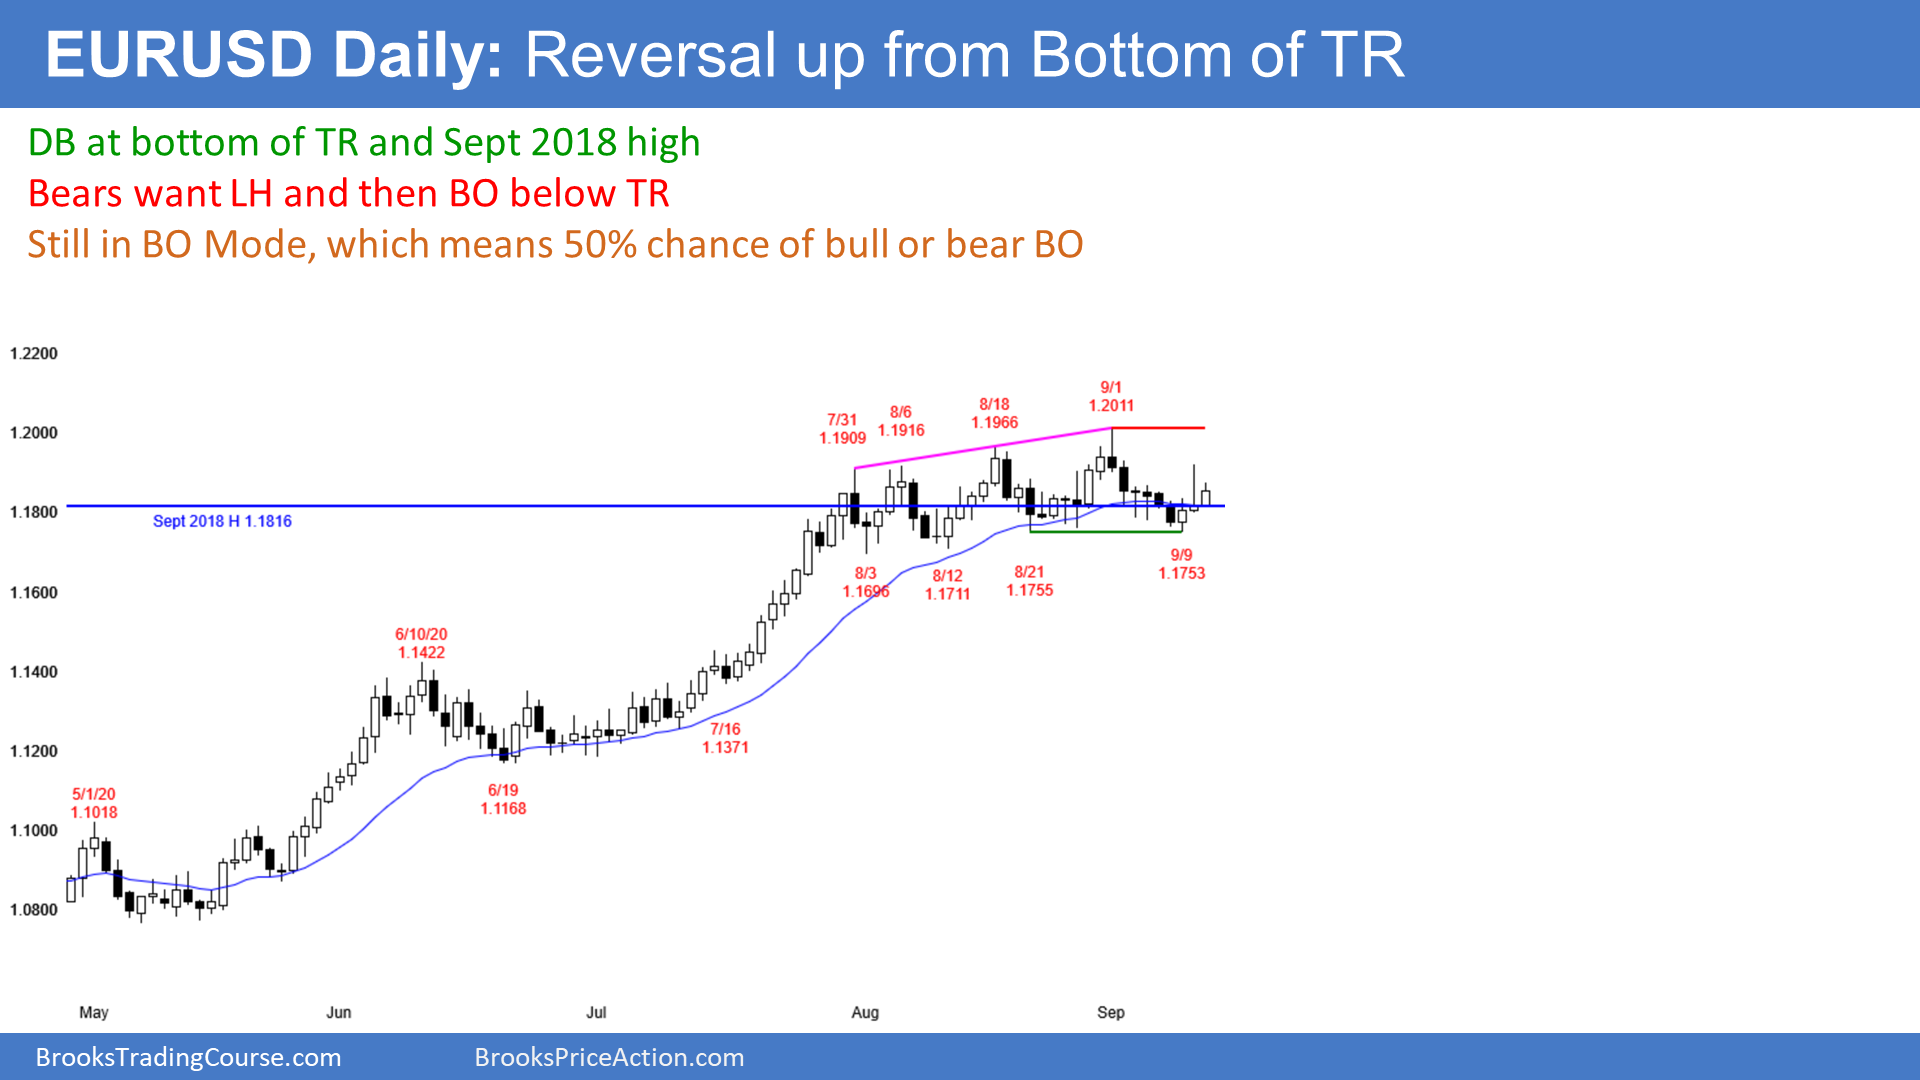 EURUSD Daily: Reversal up from Bottom of TR
DB at bottom of TR and Sept 2018 high
Bears want LH and then BO below TR
Still in BO Mode, which means 50% chance of bull or bear BO
1.2200
1.2000
1.1800
1.1600
1.1400
1.1200
1.1000
1.0800
Sept 2018 H 1.1816
5/1/20
1.1018
6/10/20
1.1422
6/19
1.1168
7/16
1.1371
7/31
1.1909
8/6
1.1916
8/18
1.1966
9/1
1.2011
8/3
1.1696
8/12
1.1711
8/21
1.1755
9/9
1.1753
May
Jun
Jul
Aug
Sep
BrooksTradingCourse.com
BrooksPriceAction.com